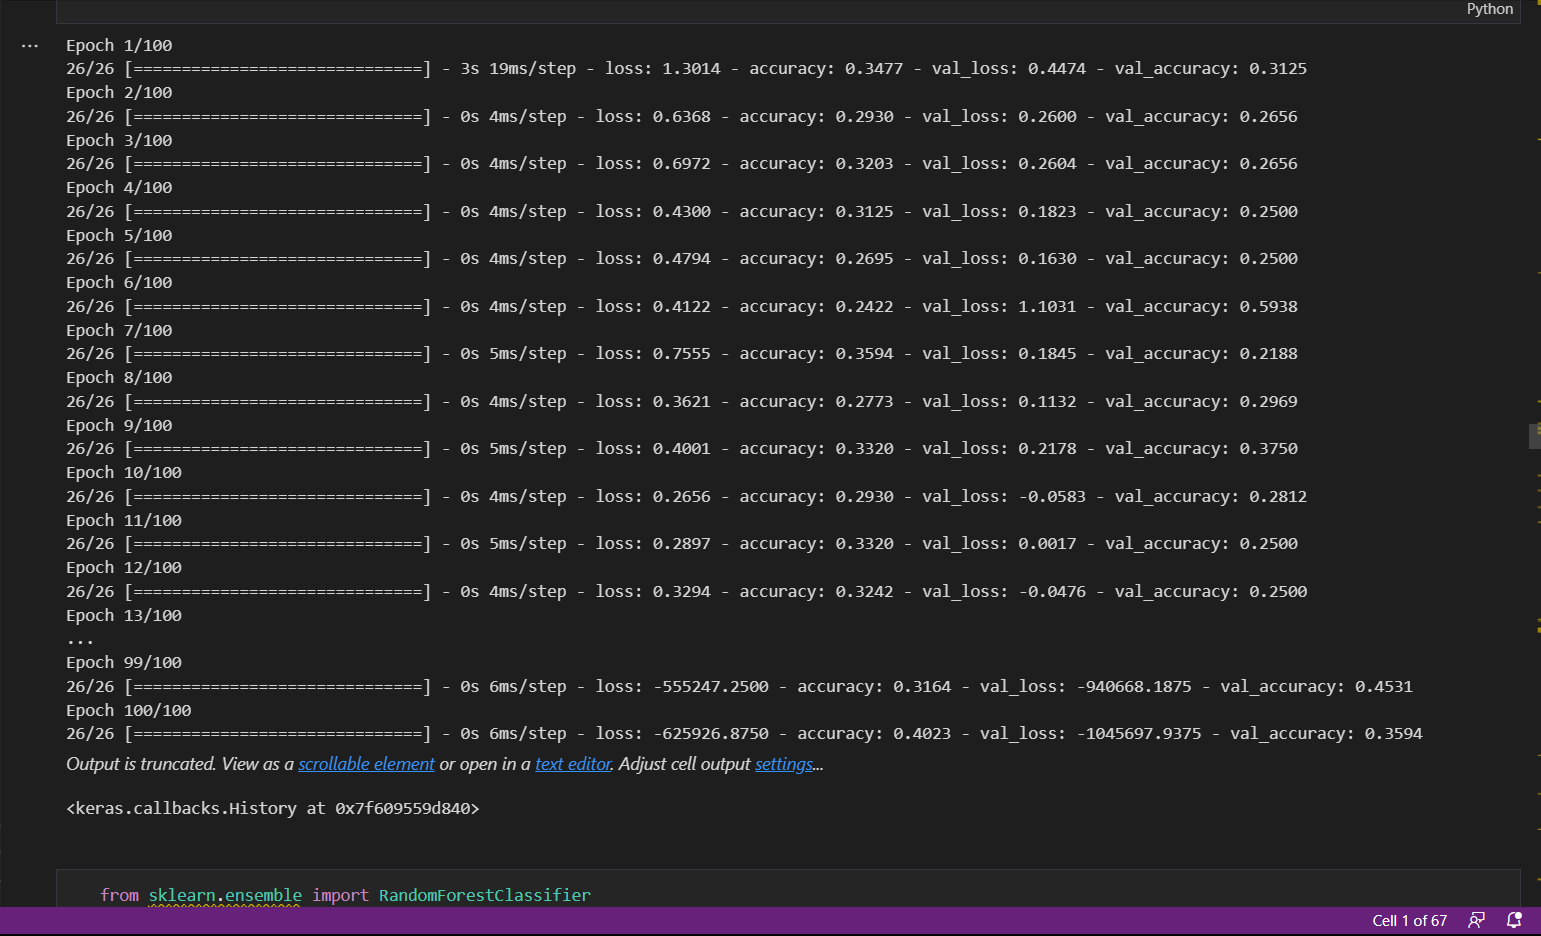 Python
...
Epoch 1/100
26/26 [==============================] - 3s 19ms/step - loss: 1.3014 - accuracy: 0.3477 - val_loss: 0.4474 - val_accuracy: 0.3125
Epoch 2/100
26/26 [==============================] - 0s 4ms/step - loss: 0.6368 - accuracy: 0.2930 - val_loss: 0.2600 - val_accuracy: 0.2656
Epoch 3/100
26/26 [==============================] - 0s 4ms/step - loss: 0.6972 - accuracy: 0.3203 - val_loss: 0.2604 - val_accuracy: 0.2656
Epoch 4/100
26/26 [==============================] - 0s 4ms/step - loss: 0.4300 - accuracy: 0.3125 - val_loss: 0.1823 - val_accuracy: 0.2500
Epoch 5/100
26/26 [==============================] - 0s 4ms/step - loss: 0.4794 - accuracy: 0.2695 - val_loss: 0.1630 - val_accuracy: 0.2500
Epoch 6/100
26/26 [==============================] - 0s 4ms/step - loss: 0.4122 - accuracy: 0.2422 - val_loss: 1.1031 - val_accuracy: 0.5938
Epoch 7/100
26/26 [==============================] - 0s 5ms/step - loss: 0.7555 - accuracy: 0.3594 - val_loss: 0.1845 - val_accuracy: 0.2188
Epoch 8/100
26/26 [==============================] - 0s 4ms/step - loss: 0.3621 - accuracy: 0.2773 - val_loss: 0.1132 - val_accuracy: 0.2969
Epoch 9/100
26/26 [==============================] - 0s 5ms/step - loss: 0.4001 - accuracy: 0.3320 - val_loss: 0.2178 - val_accuracy: 0.3750
Epoch 10/100
26/26 [==============================] - 0s 4ms/step - loss: 0.2656 - accuracy: 0.2930 - val_loss: -0.0583 - val_accuracy: 0.2812
Epoch 11/100
26/26 [==============================] - 0s 5ms/step - loss: 0.2897 - accuracy: 0.3320 - val_loss: 0.0017 - val_accuracy: 0.2500
Epoch 12/100
26/26 [==============================] - 0s 4ms/step - loss: 0.3294 - accuracy: 0.3242 - val_loss: -0.0476 - val_accuracy: 0.2500
Epoch 13/100
...
Epoch 99/100
26/26 [==============================] - 0s 6ms/step - loss: -555247.2500 - accuracy: 0.3164 - val_loss: -940668.1875 - val_accuracy: 0.4531
Epoch 100/100
26/26 [==============================] - 0s 6ms/step - loss: -625926.8750 - accuracy: 0.4023 - val_loss: -1045697.9375 - val_accuracy: 0.3594
Output is truncated. View as a scrollable element or open in a text editor. Adjust cell output settings...
<keras.callbacks.History at 0x7f609559d840>
from sklearn.ensemble import RandomForestClassifier
Cell 1 of 67